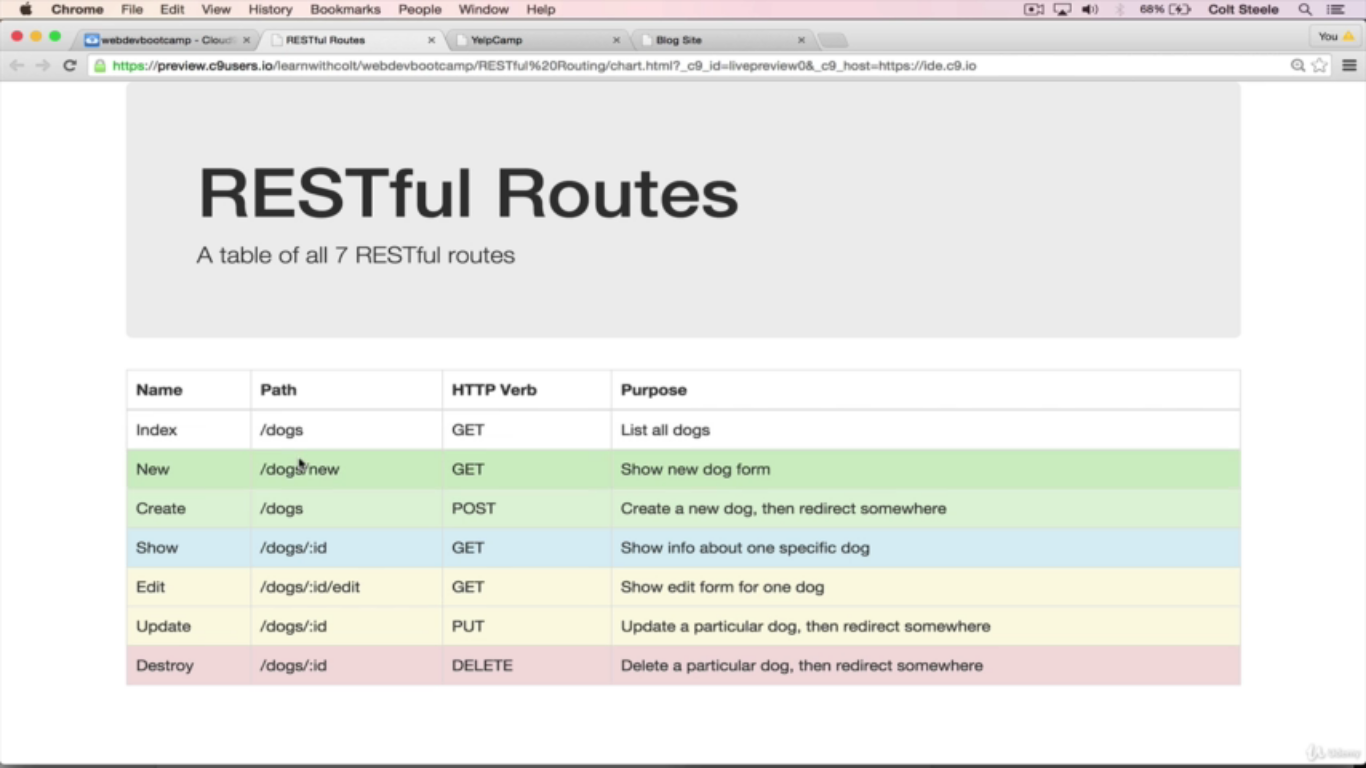 Chrome File Edit View History Bookmarks People Window Help 68% Colt Steele
webdevbootcamp - Cloud RESTful Routes YelpCamp Blog Site You
https://preview.c9users.io/learnwithcolt/webdevbootcamp/RESTful%20Routing/chart.html?_c9_id=livepreview0&_c9_host=https://ide.c9.io
RESTful Routes
A table of all 7 RESTful routes
Name Path HTTP Verb Purpose
Index /dogs GET List all dogs
New /dogs/new GET Show new dog form
Create /dogs POST Create a new dog, then redirect somewhere
Show /dogs/:id GET Show info about one specific dog
Edit /dogs/:id/edit GET Show edit form for one dog
Update /dogs/:id PUT Update a particular dog, then redirect somewhere
Destroy /dogs/:id DELETE Delete a particular dog, then redirect somewhere
Udemy